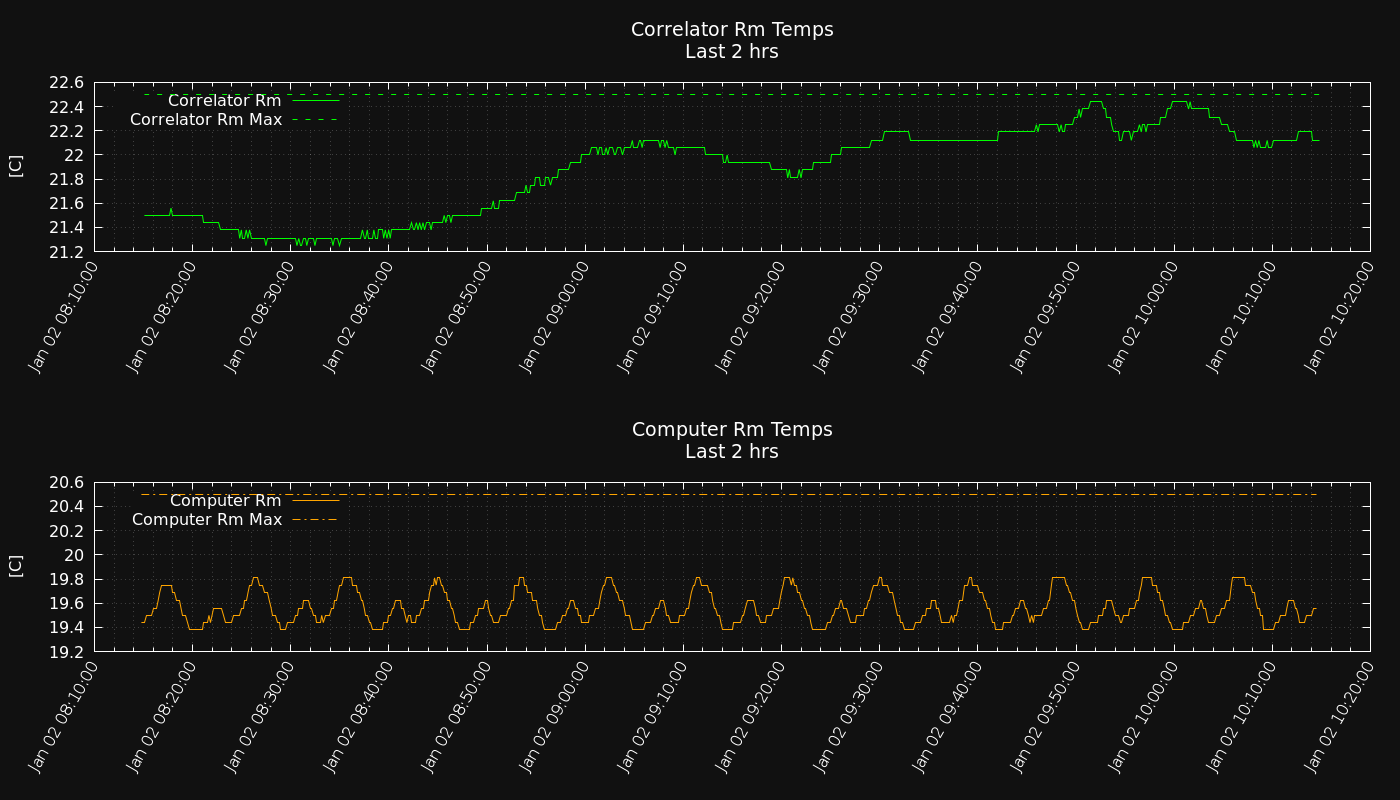 Correlator Rm Temps
Last 2 hrs
22.6
22.4
22.2
22
21.8
21.6
21.4
21.2
[C]
Correlator Rm
Correlator Rm Max
Jan 02 08:10:00
Jan 02 08:20:00
Jan 02 08:30:00
Jan 02 08:40:00
Jan 02 08:50:00
Jan 02 09:00:00
Jan 02 09:10:00
Jan 02 09:20:00
Jan 02 09:30:00
Jan 02 09:40:00
Jan 02 09:50:00
Jan 02 10:00:00
Jan 02 10:10:00
Jan 02 10:20:00
Computer Rm Temps
Last 2 hrs
20.6
20.4
20.2
20
19.8
19.6
19.4
19.2
[C]
Computer Rm
Computer Rm Max
Jan 02 08:10:00
Jan 02 08:20:00
Jan 02 08:30:00
Jan 02 08:40:00
Jan 02 08:50:00
Jan 02 09:00:00
Jan 02 09:10:00
Jan 02 09:20:00
Jan 02 09:30:00
Jan 02 09:40:00
Jan 02 09:50:00
Jan 02 10:00:00
Jan 02 10:10:00
Jan 02 10:20:00